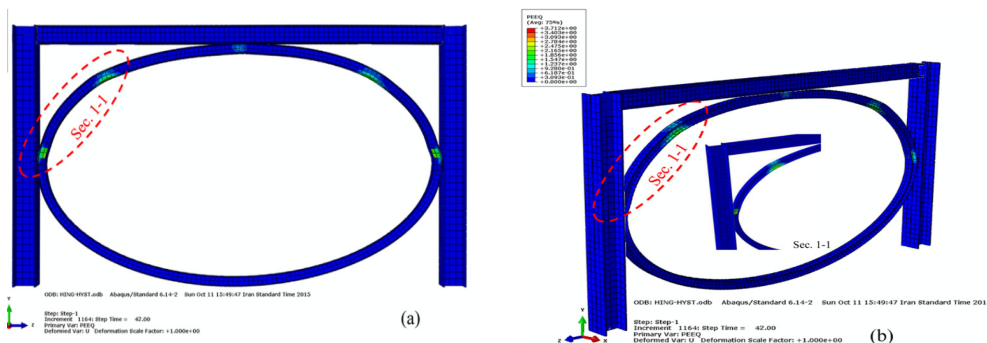 Sec. 1-1
ODB: HING-HYST.odb Abaqus/Standard 6.14-2 Sun Oct 11 15:49:47 Iran Standard Time 2015
Y
Z
Step: Step-1
Increment 1164: Step Time = 42.00
Primary Var: PEEQ
Deformed Var: U Deformation Scale Factor: +1.000e+00
(a)
PEEQ
(Avg: 75%)
+3.712e+00
+3.403e+00
+3.093e+00
+2.784e+00
+2.475e+00
+2.165e+00
+1.856e+00
+1.547e+00
+1.237e+00
+9.280e-01
+6.187e-01
+3.093e-01
+0.000e+00
Sec. 1-1
Sec. 1-1
ODB: HING-HYST.odb Abaqus/Standard 6.14-2 Sun Oct 11 15:49:47 Iran Standard Time 201
Y
Z
X
Step: Step-1
Increment 1164: Step Time = 42.00
Primary Var: PEEQ
Deformed Var: U Deformation Scale Factor: +1.000e+00
(b)